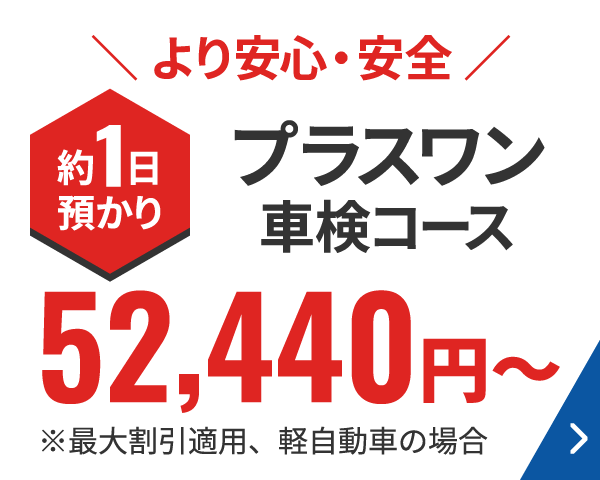 より安心・安全
約1日
預かり
プラスワン
車検コース
52,440円〜
※最大割引適用、軽自動車の場合